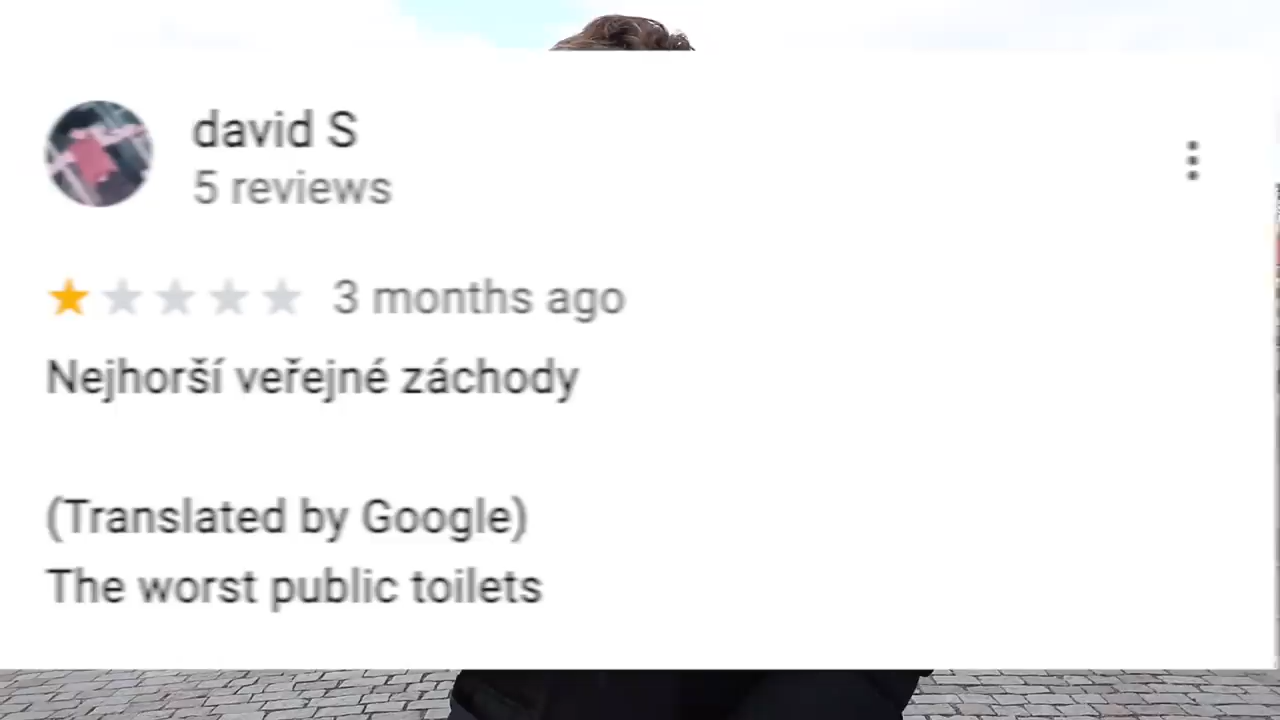 david S
5 reviews
3 months ago
Nejhorší veřejné záchody
(Translated by Google)
The worst public toilets